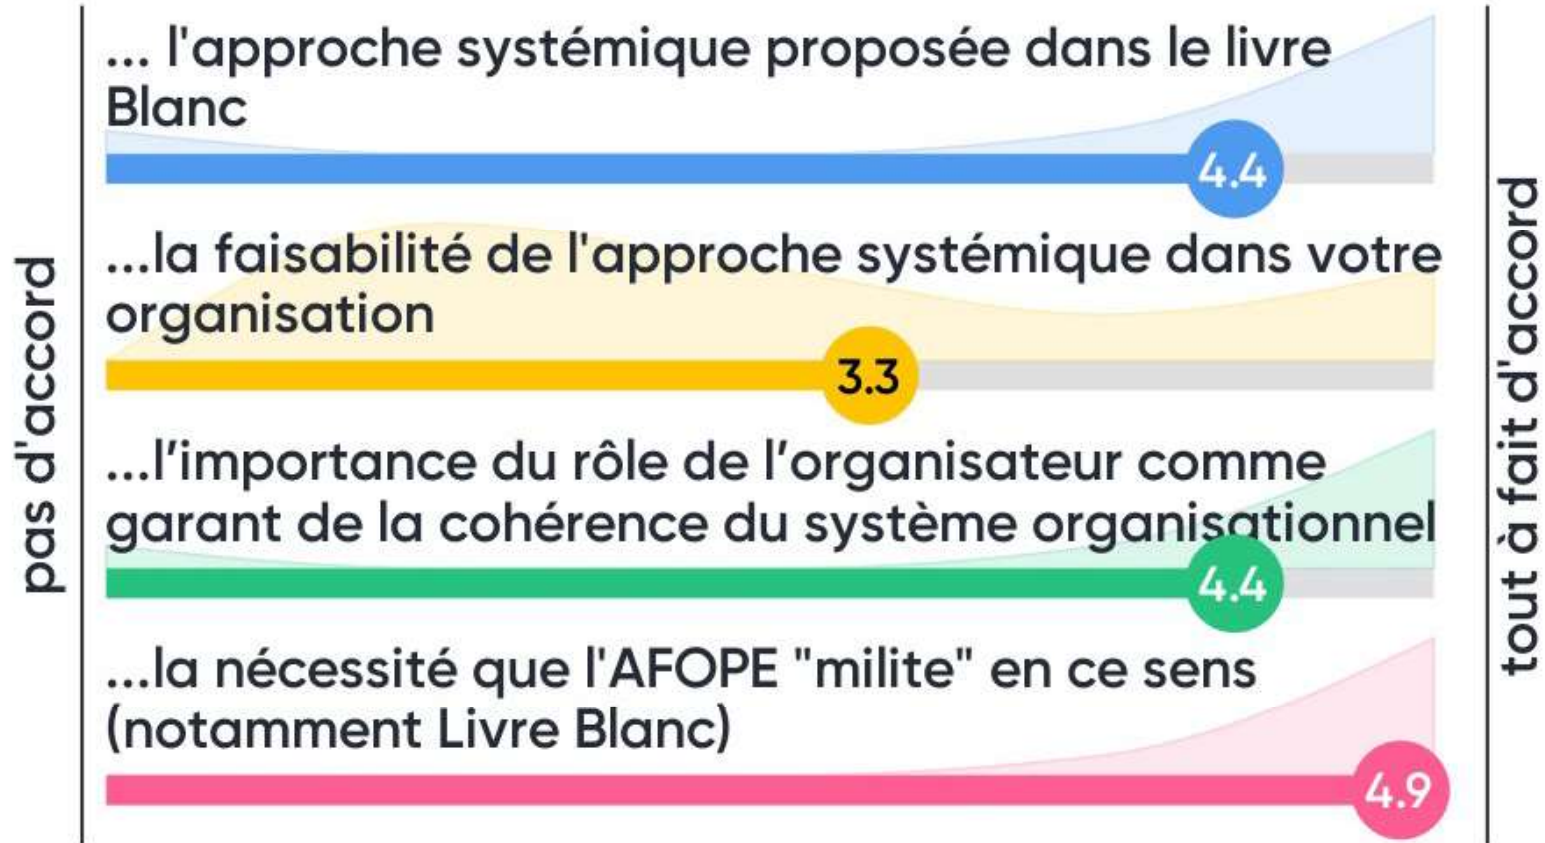 ... l'approche systémique proposée dans le livre
Blanc
4.4
...la faisabilité de l'approche systémique dans votre
organisation
3.3
...l’importance du rôle de l’organisateur comme
garant de la cohérence du système organisationnel
4.4
...la nécessité que l'AFOPE "milite" en ce sens
(notamment Livre Blanc)
4.9
pas d'accord
tout à fait d'accord